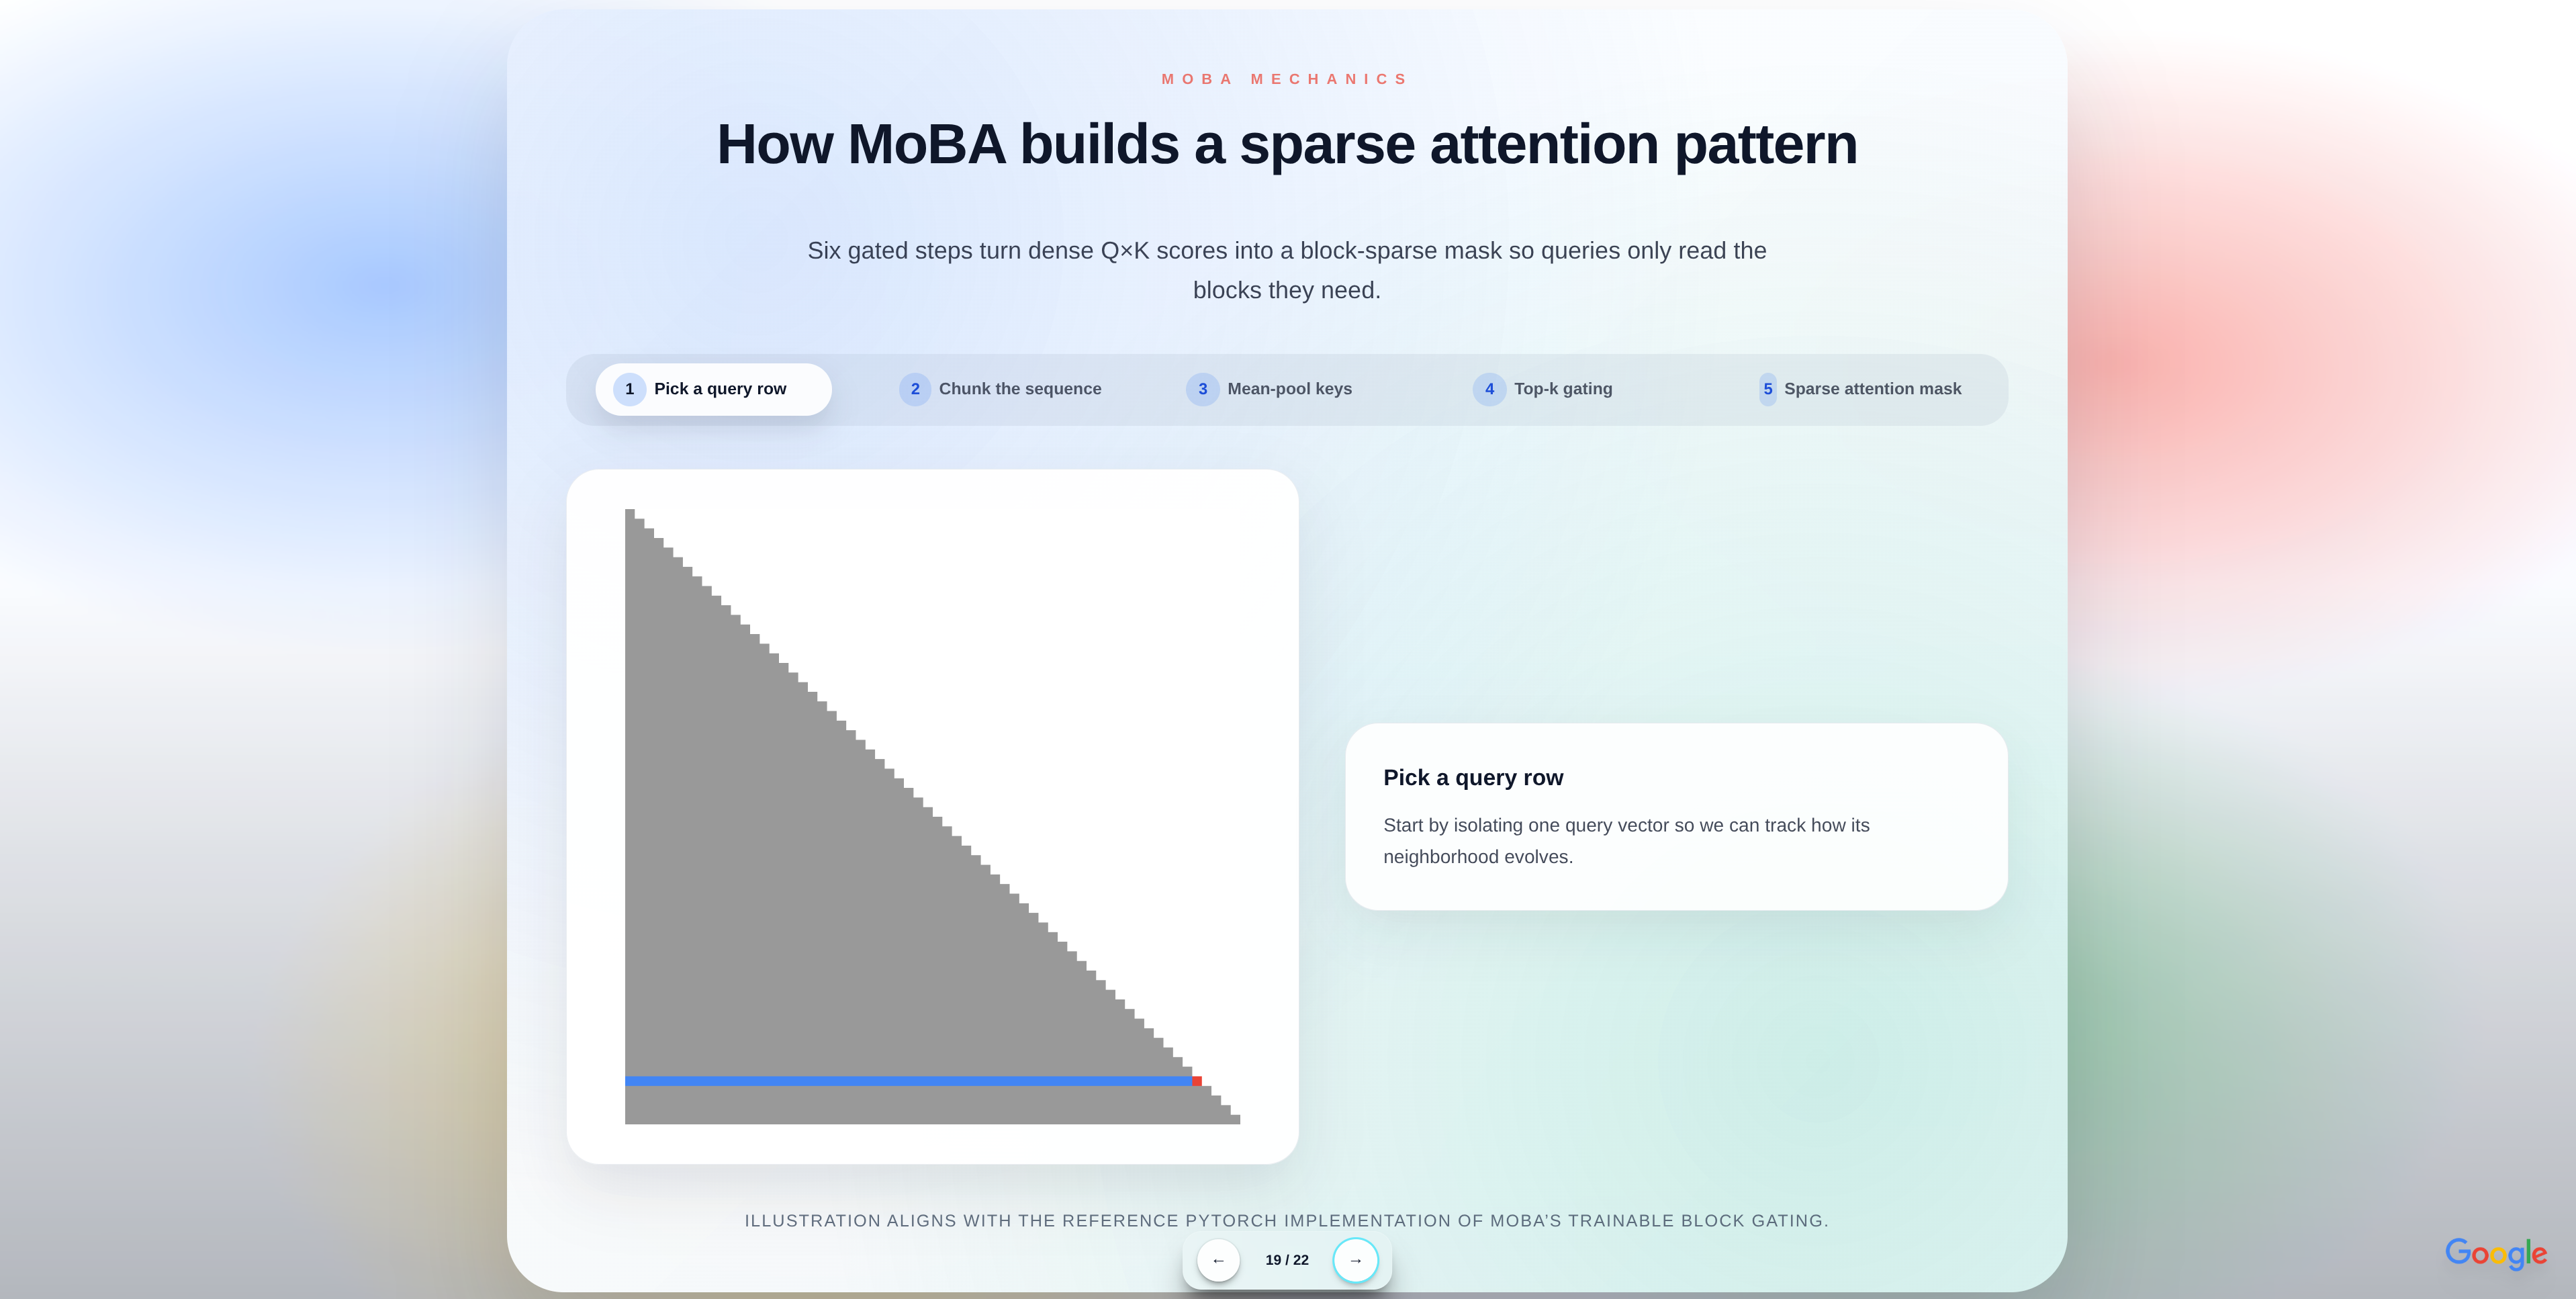 MOBA MECHANICS
How MoBA builds a sparse attention pattern
Six gated steps turn dense Q×K scores into a block-sparse mask so queries only read the
blocks they need.
1 Pick a query row
2 Chunk the sequence
3 Mean-pool keys
4 Top-k gating
5 Sparse attention mask
Pick a query row
Start by isolating one query vector so we can track how its
neighborhood evolves.
ILLUSTRATION ALIGNS WITH THE REFERENCE PYTORCH IMPLEMENTATION OF MOBA'S TRAINABLE BLOCK GATING.
← 19 / 22 →
Google